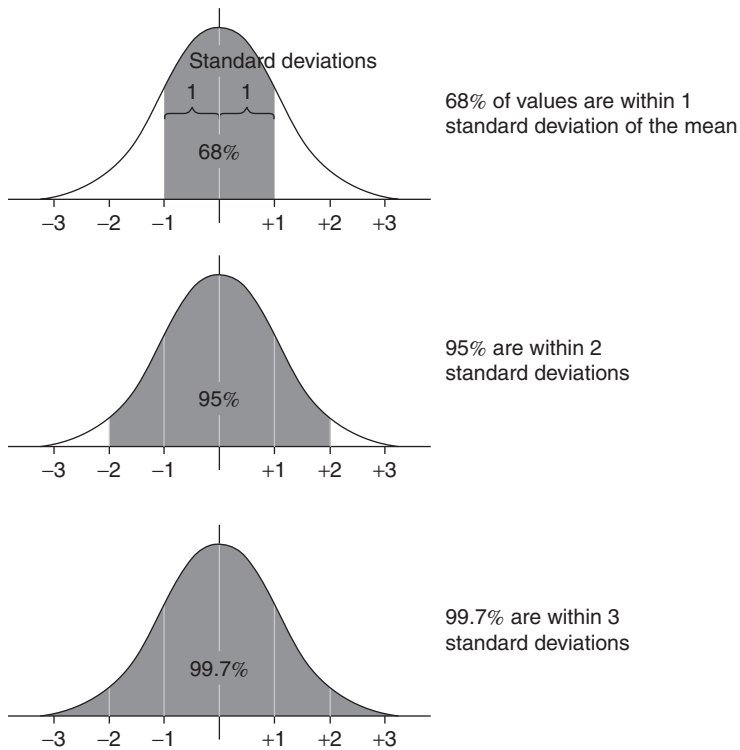 Standard deviations
1 1
68%
−3 −2 −1 +1 +2 +3
68% of values are within 1
standard deviation of the mean
95%
−3 −2 −1 +1 +2 +3
95% are within 2
standard deviations
99.7%
−3 −2 −1 +1 +2 +3
99.7% are within 3
standard deviations